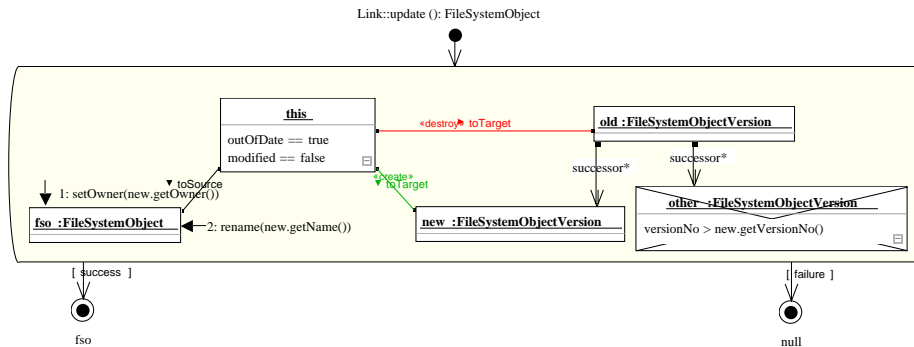 Link::update (): FileSystemObject
this
outOfDate == true
modified == false
«destroy» toTarget
old :FileSystemObjectVersion
successor*
successor*
«create»
toTarget
toSource
1: setOwner(new.getOwner())
fso :FileSystemObject
2: rename(new.getName())
new :FileSystemObjectVersion
other :FileSystemObjectVersion
versionNo > new.getVersionNo()
[ success ]
[ failure ]
fso
null